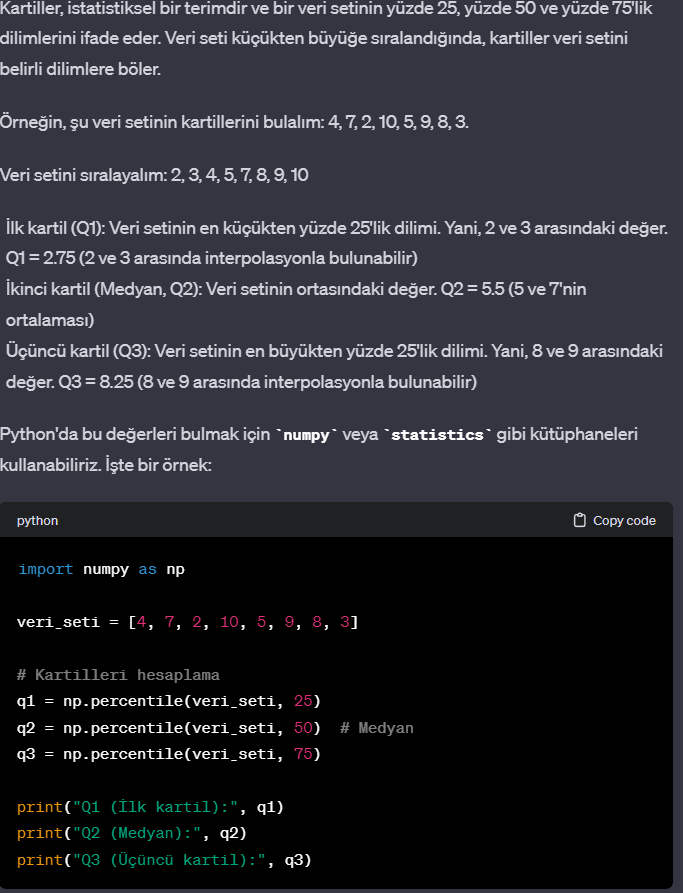 Kartiller, istatistiksel bir terimdir ve bir veri setinin yüzde 25, yüzde 50 ve yüzde 75'lik
dilimlerini ifade eder. Veri seti küçükten büyüğe sıralandığında, kartiller veri setini
belirli dilimlere böler.
Örneğin, şu veri setinin kartillerini bulalım: 4, 7, 2, 10, 5, 9, 8, 3.
Veri setini sıralayalım: 2, 3, 4, 5, 7, 8, 9, 10
İlk kartil (Q1): Veri setinin en küçükten yüzde 25'lik dilimi. Yani, 2 ve 3 arasındaki değer.
Q1 = 2.75 (2 ve 3 arasında interpolasyonla bulunabilir)
İkinci kartil (Medyan, Q2): Veri setinin ortasındaki değer. Q2 = 5.5 (5 ve 7'nin
ortalaması)
Üçüncü kartil (Q3): Veri setinin en büyükten yüzde 25'lik dilimi. Yani, 8 ve 9 arasındaki
değer. Q3 = 8.25 (8 ve 9 arasında interpolasyonla bulunabilir)
Python'da bu değerleri bulmak için `numpy` veya `statistics` gibi kütüphaneleri
kullanabiliriz. İşte bir örnek:
python Copy code
import numpy as np
veri_seti = [4, 7, 2, 10, 5, 9, 8, 3]
# Kartilleri hesaplama
q1 = np.percentile(veri_seti, 25)
q2 = np.percentile(veri_seti, 50)  # Medyan
q3 = np.percentile(veri_seti, 75)
print("Q1 (İlk kartil):", q1)
print("Q2 (Medyan):", q2)
print("Q3 (Üçüncü kartil):", q3)